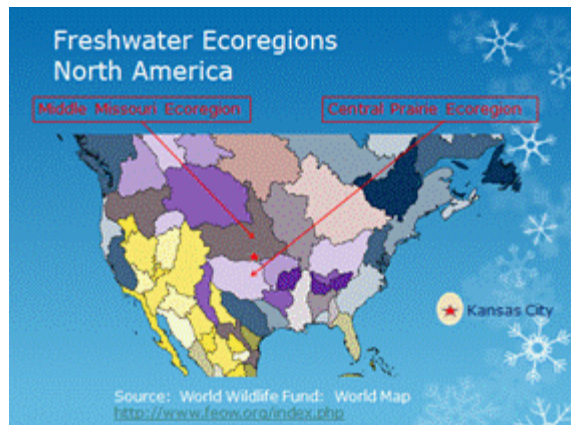 Freshwater Ecoregions
North America
Middle Missouri Ecoregion
Central Prairie Ecoregion
Kansas City
Source: World Wildlife Fund: World Map
http://www.feow.org/index.php